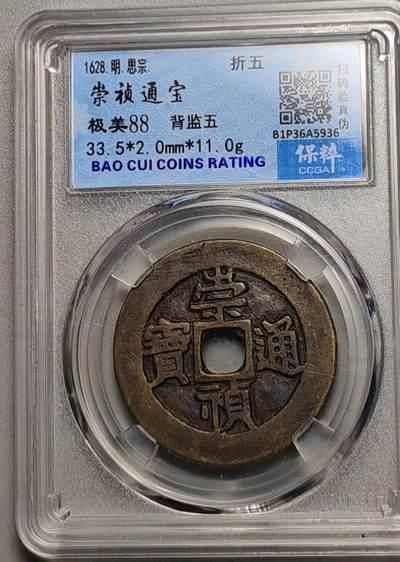 1628.明.思宗.
折五
崇祯通宝
极美88 背监五
33.5*2.0mm*11.0g
BAO CUI COINS RATING
扫码验真伪
B1P36A5936
保粹
CCGA
崇
寶 通
禎